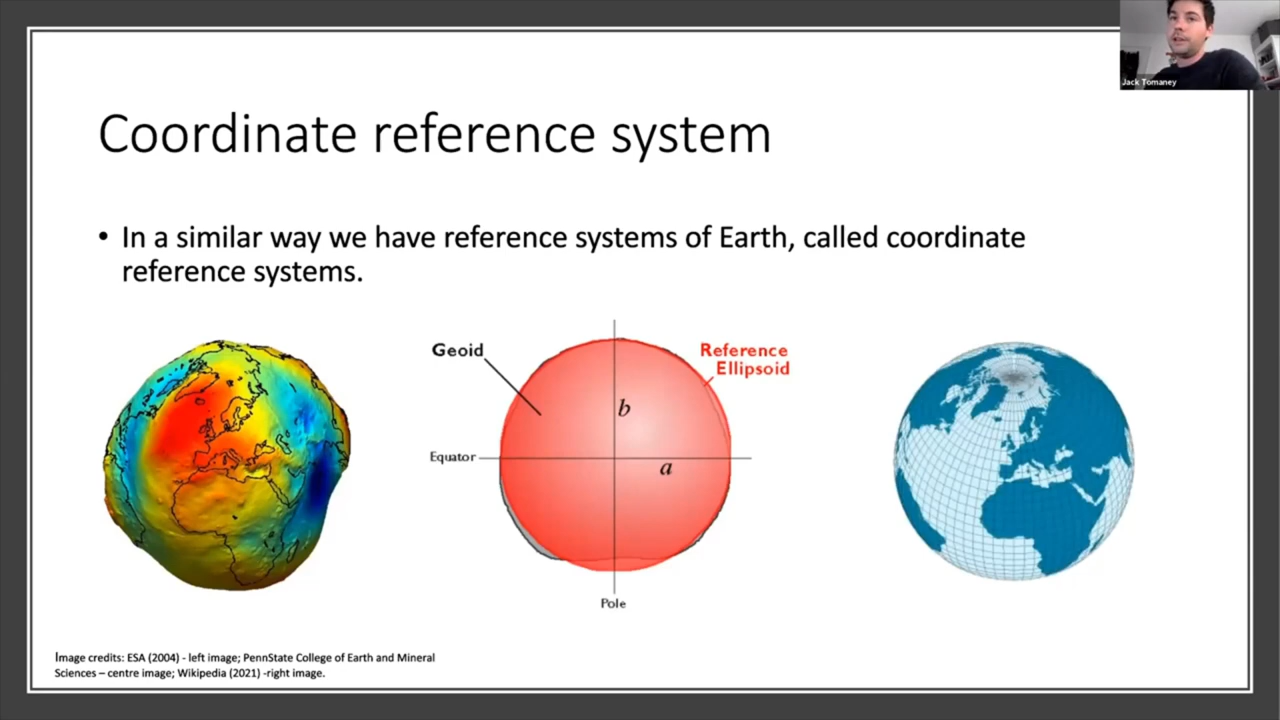 Jack Tomaney
Coordinate reference system
• In a similar way we have reference systems of Earth, called coordinate
reference systems.
Geoid
Reference
Ellipsoid
b
Equator
a
Pole
Image credits: ESA (2004) - left image; PennState College of Earth and Mineral
Sciences – centre image; Wikipedia (2021) -right image.